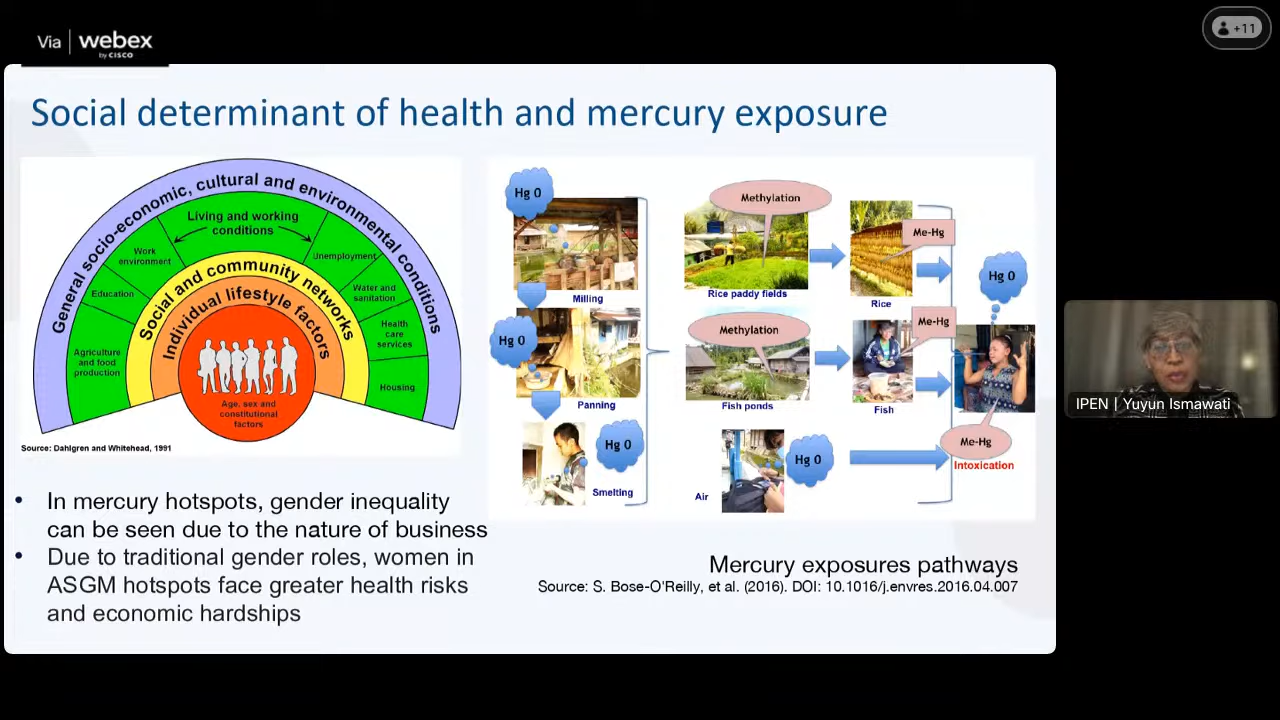 Via webex
by CISCO
+11
Social determinant of health and mercury exposure
General socio-economic, cultural and environmental conditions
Living and working
conditions
Work
environment
Unemployment
Education
Water and
sanitation
Agriculture
and food
production
Health
care
services
Housing
Social and community networks
Individual lifestyle factors
Age, sex and
constitutional
factors
Source: Dahlgren and Whitehead, 1991
Hg 0
Milling
Hg 0
Panning
Hg 0
Smelting
Methylation
Rice paddy fields
Me-Hg
Rice
Methylation
Fish ponds
Me-Hg
Fish
Air
Hg 0
Hg 0
Me-Hg
Intoxication
• In mercury hotspots, gender inequality
can be seen due to the nature of business
• Due to traditional gender roles, women in
ASGM hotspots face greater health risks
and economic hardships
Mercury exposures pathways
Source: S. Bose-O'Reilly, et al. (2016). DOI: 10.1016/j.envres.2016.04.007
IPEN | Yuyun Ismawati